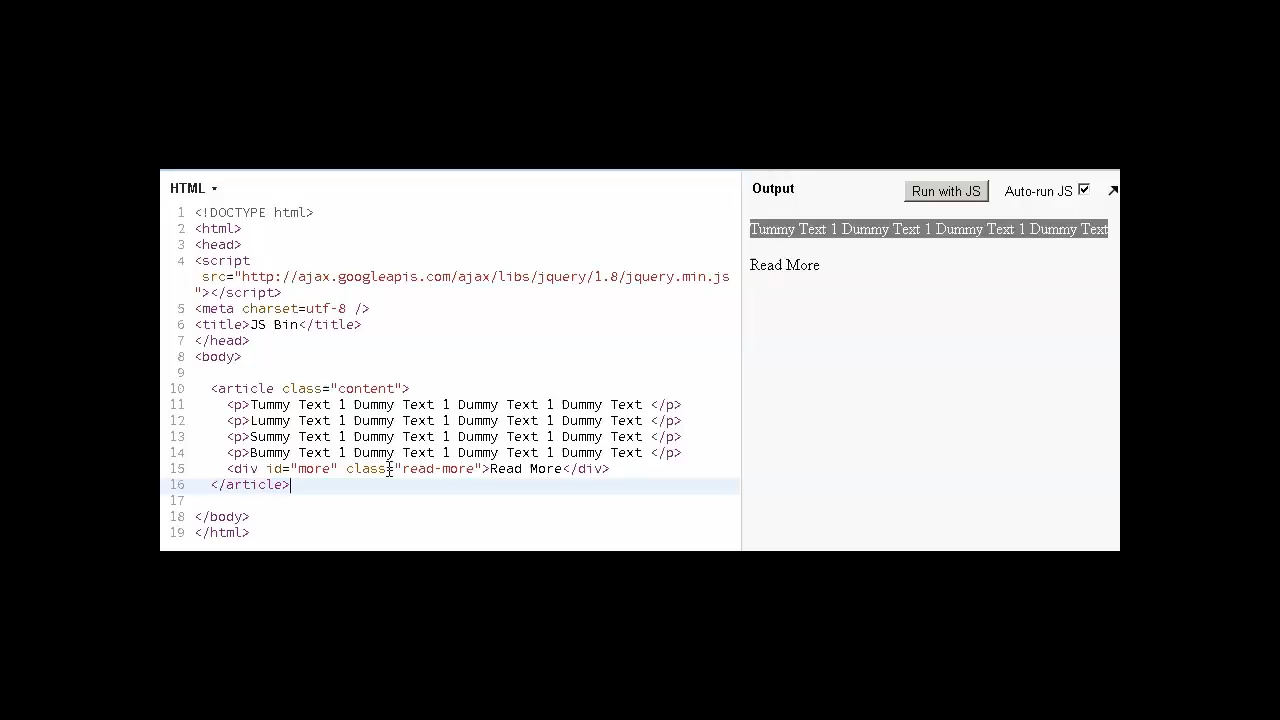 HTML
1 <!DOCTYPE html>
2 <html>
3 <head>
4 <script
src="http://ajax.googleapis.com/ajax/libs/jquery/1.8/jquery.min.js
"></script>
5 <meta charset=utf-8 />
6 <title>JS Bin</title>
7 </head>
8 <body>
9
10 <article class="content">
11 <p>Tummy Text 1 Dummy Text 1 Dummy Text 1 Dummy Text </p>
12 <p>Lummy Text 1 Dummy Text 1 Dummy Text 1 Dummy Text </p>
13 <p>Summy Text 1 Dummy Text 1 Dummy Text 1 Dummy Text </p>
14 <p>Bummy Text 1 Dummy Text 1 Dummy Text 1 Dummy Text </p>
15 <div id="more" class="read-more">Read More</div>
16 </article>
17
18 </body>
19 </html>
Output
Run with JS
Auto-run JS
Tummy Text 1 Dummy Text 1 Dummy Text 1 Dummy Text
Read More